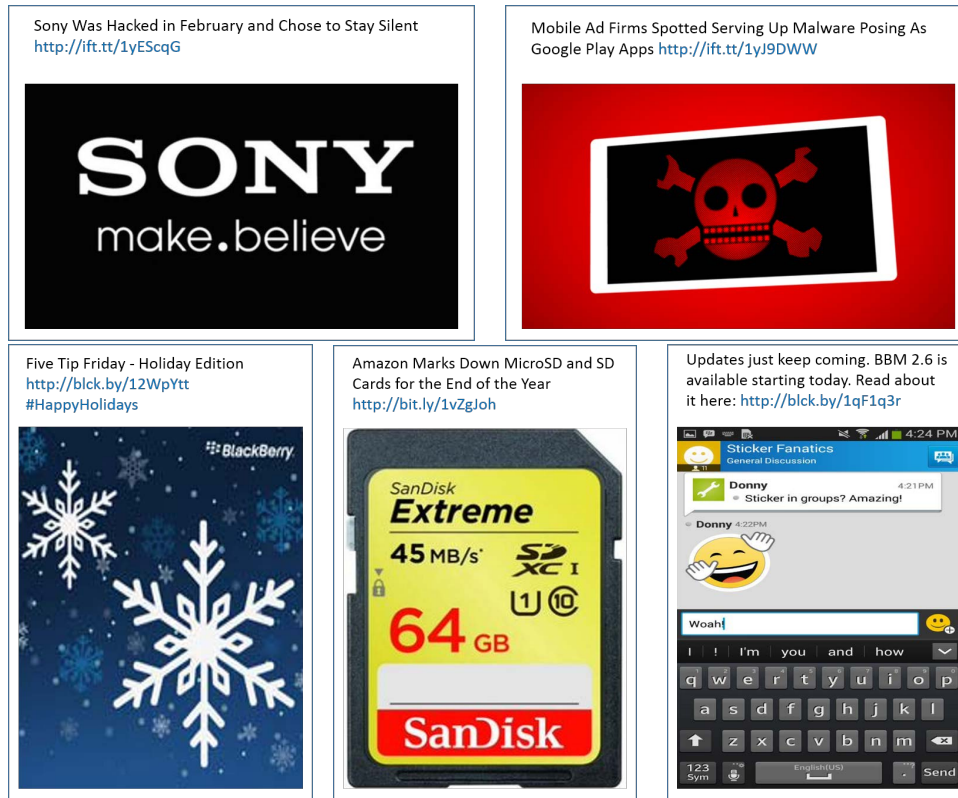 Sony Was Hacked in February and Chose to Stay Silent
http://ift.tt/1yEScqG
SONY
make.believe
Mobile Ad Firms Spotted Serving Up Malware Posing As
Google Play Apps http://ift.tt/1yJ9DWW
Five Tip Friday - Holiday Edition
http://blck.by/12WpYtt
#HappyHolidays
BlackBerry
Amazon Marks Down MicroSD and SD
Cards for the End of the Year
http://bit.ly/1vZgJoh
SanDisk
Extreme
45 MB/s*
SDXC I
1 10
64 GB
SanDisk
Updates just keep coming. BBM 2.6 is
available starting today. Read about
it here: http://blck.by/1qF1q3r
4:24 PM
Sticker Fanatics
11 General Discussion
Donny 4:21PM
Sticker in groups? Amazing!
Donny 4:22PM
Woah!
I ! I'm you and how
q w e r t y u i o p
a s d f g h j k l
z x c v b n m
123
Sym English(US) . Send